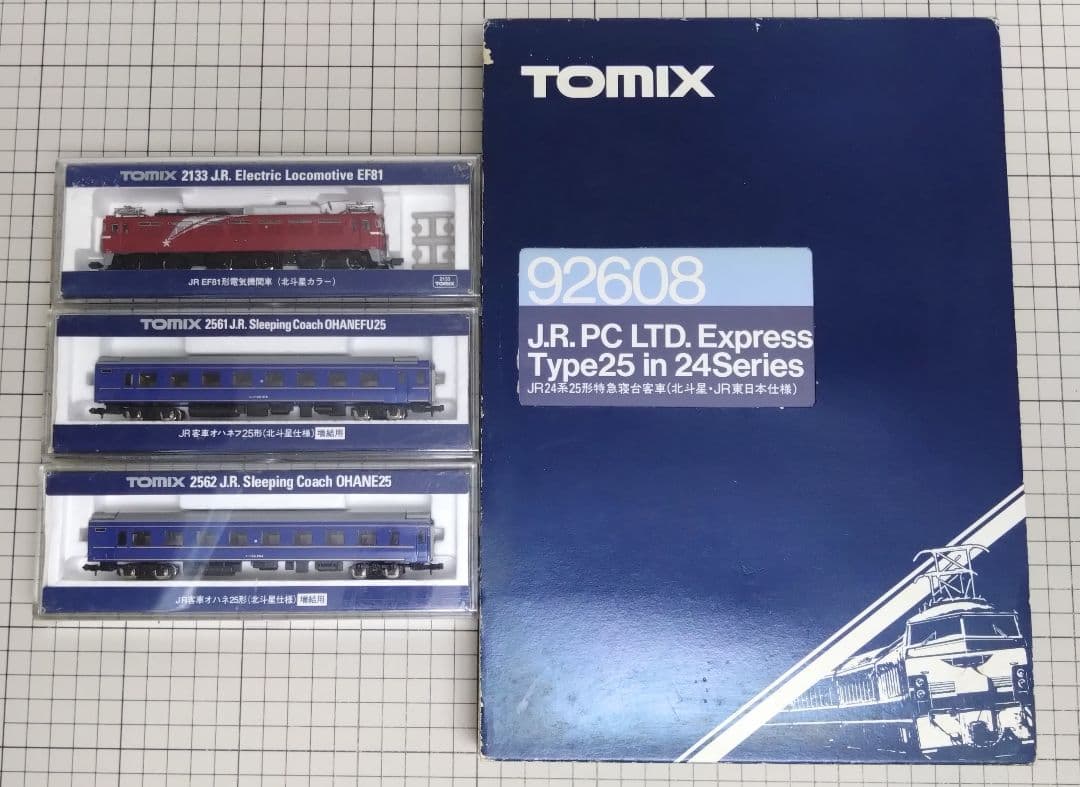 TOMIX 2133 J.R. Electric Locomotive EF81
JR EF81形電気機関車 (北斗星カラー)
2133
TOMIX
TOMIX 2561 J.R. Sleeping Coach OHANEFU25
JR客車オハネフ25形(北斗星仕様) 増結用
TOMIX 2562 J.R. Sleeping Coach OHANE25
JR客車オハネ25形(北斗星仕様) 増結用
TOMIX
92608
J.R. PC LTD. Express
Type25 in 24Series
JR24系25形特急寝台客車(北斗星・JR東日本仕様)